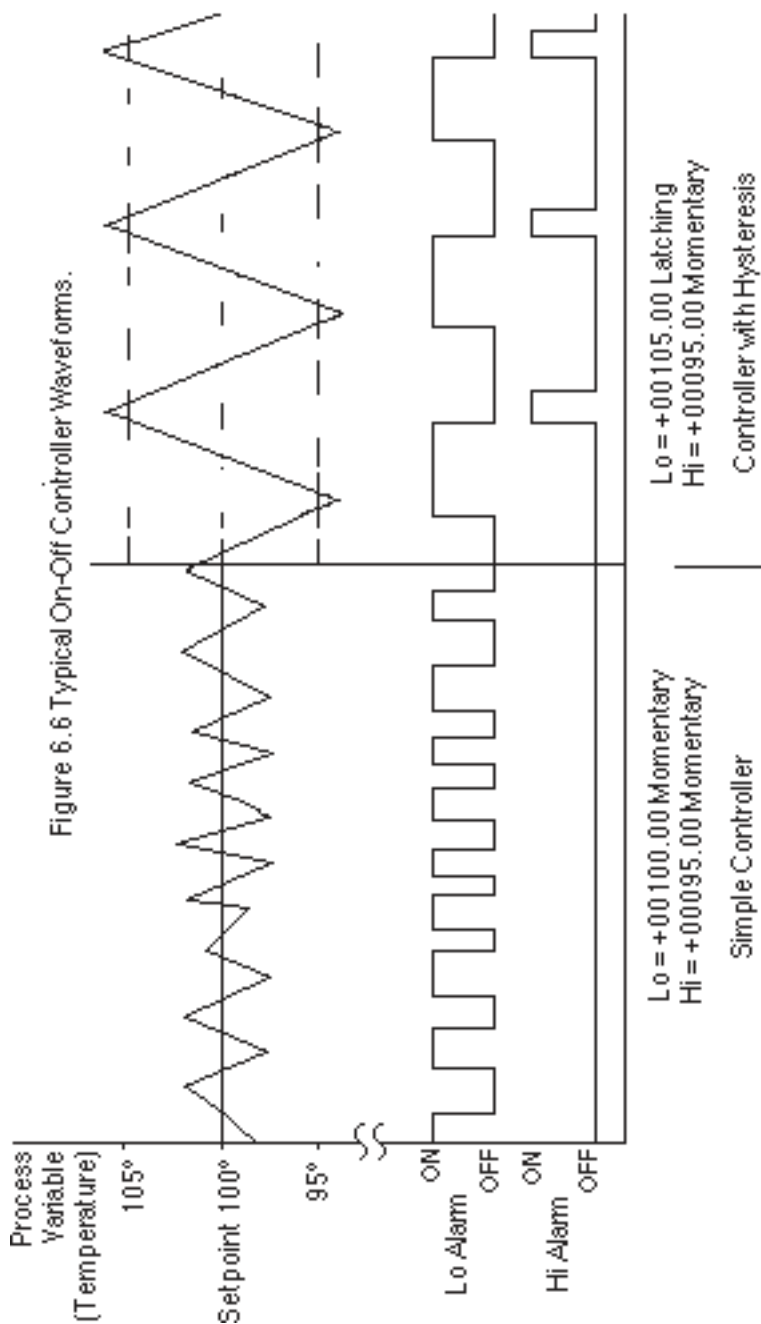 Figure 6.6 Typical On-Off Controller Waveforms.
Process
Variable
(Temperature)
105°
Setpoint 100°
95°
ON
Lo Alarm
OFF
ON
Hi Alarm
OFF
Lo = +00100.00 Momentary
Hi = +00095.00 Momentary
Simple Controller
Lo = +00105.00 Latching
Hi = +00095.00 Momentary
Controller with Hysteresis